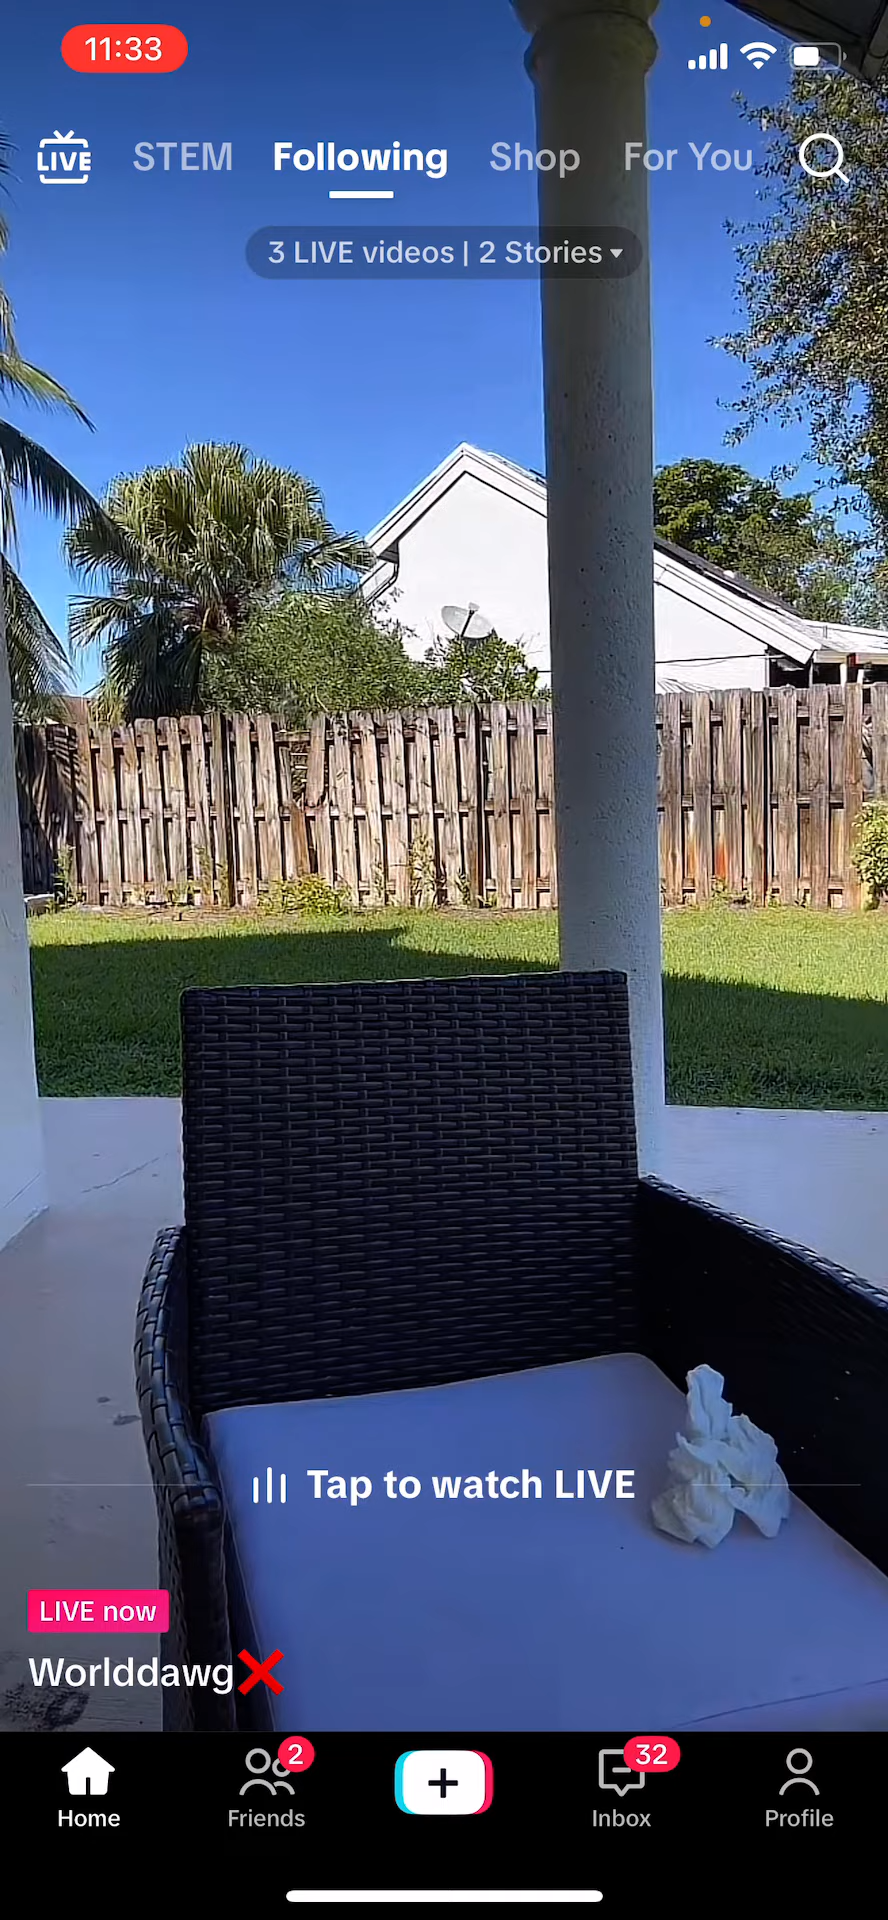 11:33
LIVE
STEM
Following
Shop
For You
3 LIVE videos | 2 Stories
Tap to watch LIVE
LIVE now
Worlddawg❌
2
32
Home
Friends
Inbox
Profile